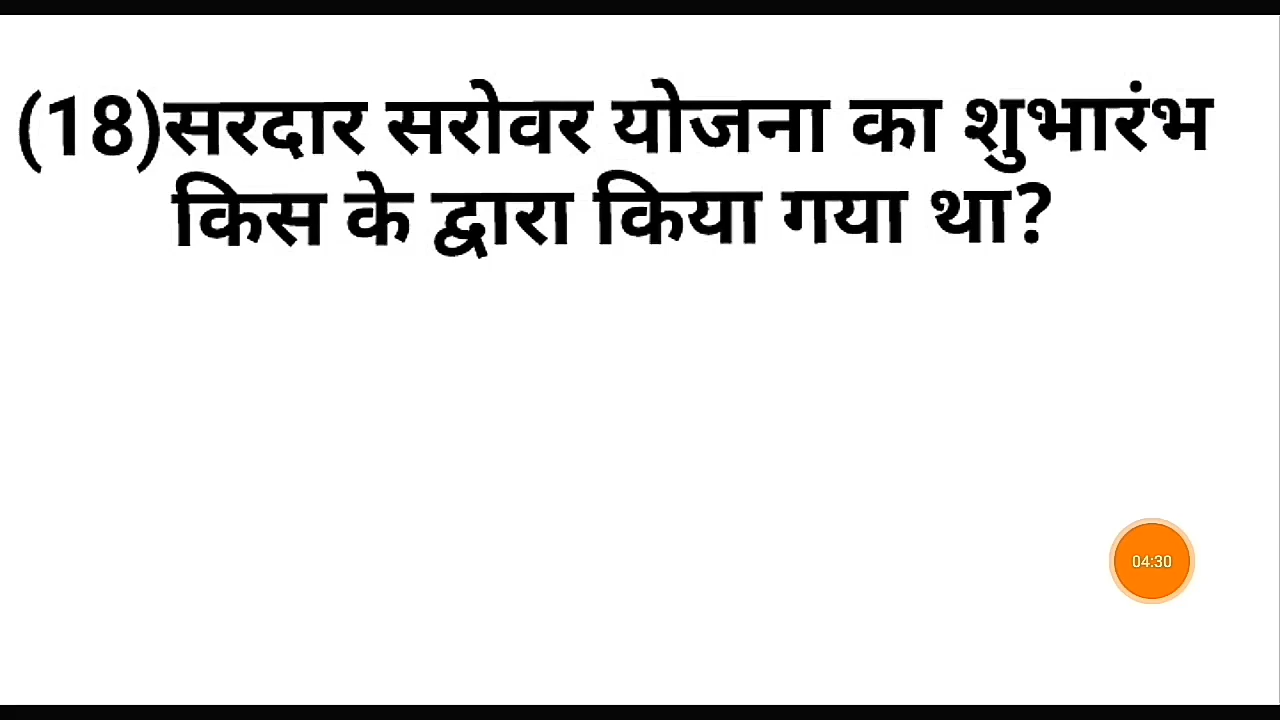 (18)सरदार सरोवर योजना का शुभारंभ
किस के द्वारा किया गया था?
04:30